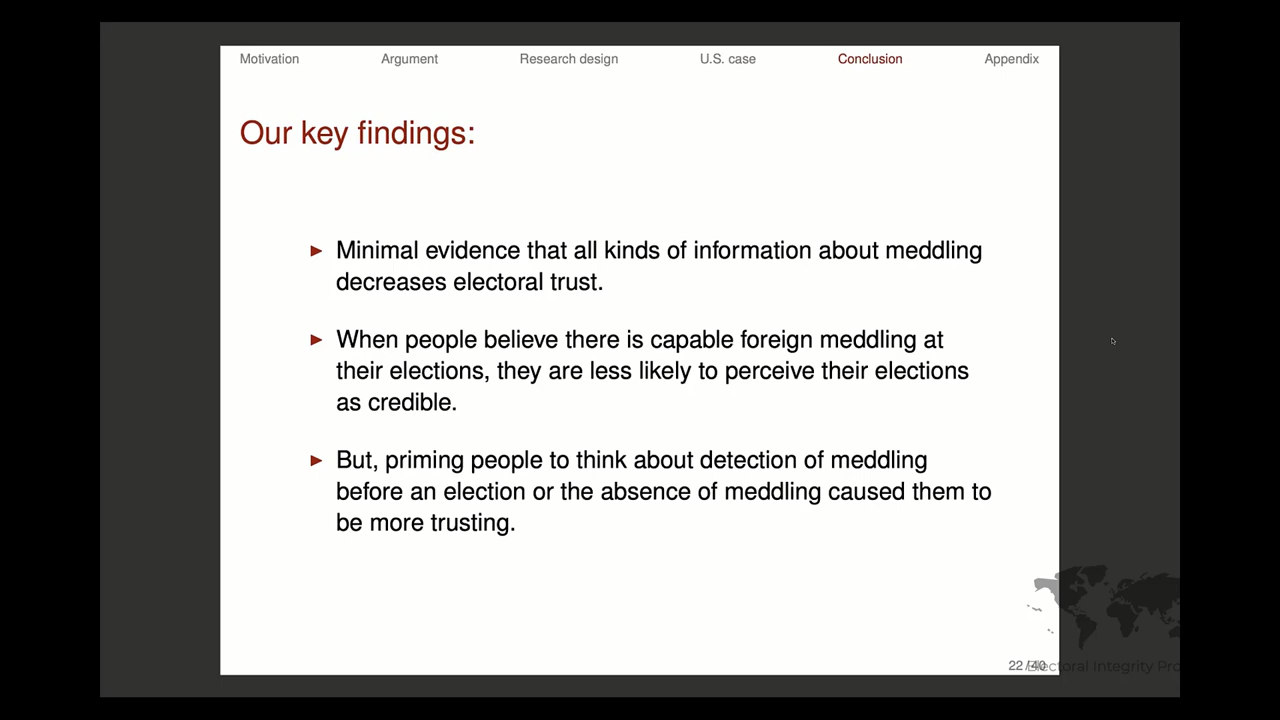 Motivation Argument Research design U.S. case Conclusion Appendix
Our key findings:
Minimal evidence that all kinds of information about meddling
decreases electoral trust.
When people believe there is capable foreign meddling at
their elections, they are less likely to perceive their elections
as credible.
But, priming people to think about detection of meddling
before an election or the absence of meddling caused them to
be more trusting.
22 / 40
Electoral Integrity Pro